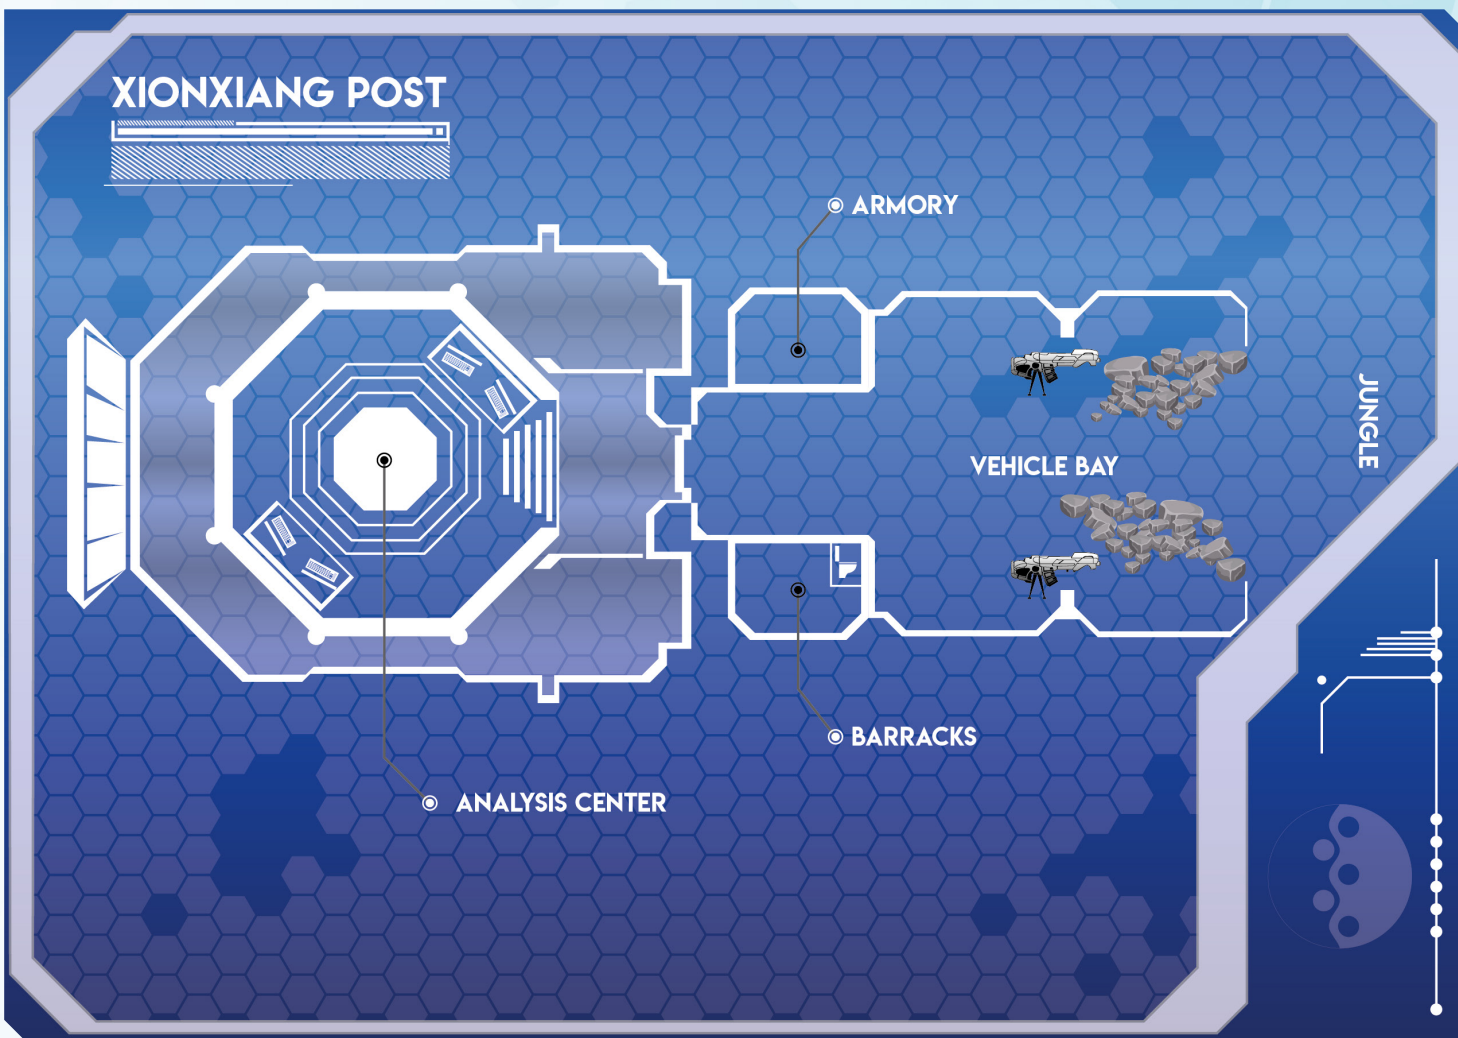 XIONXIANG POST
ARMORY
JUNGLE
VEHICLE BAY
BARRACKS
ANALYSIS CENTER